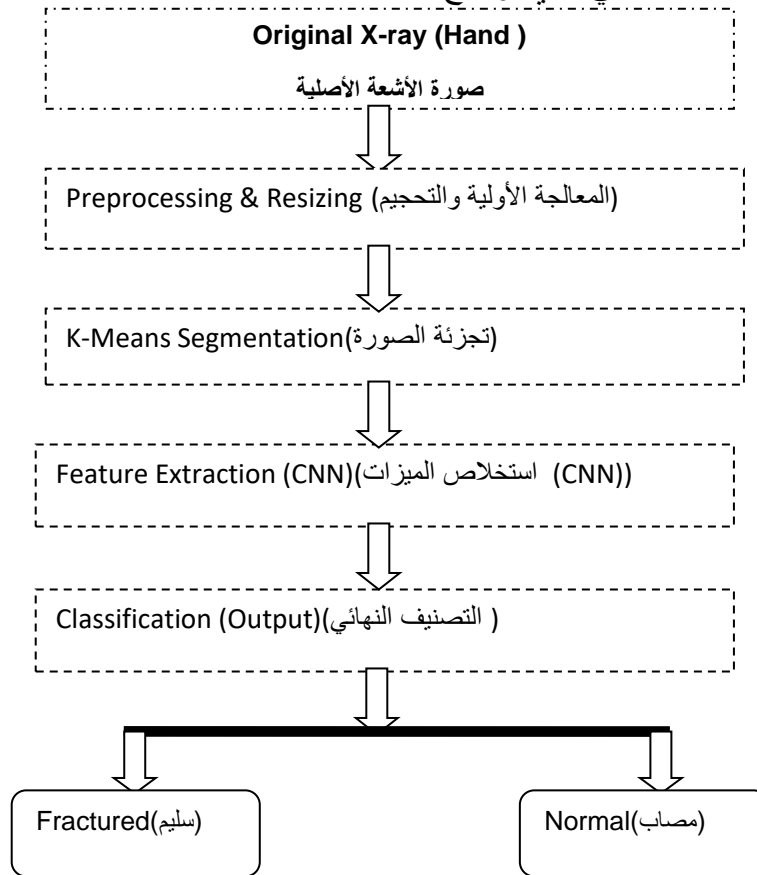 Original X-ray (Hand )
صورة الأشعة الأصلية
Preprocessing & Resizing (المعالجة الأولية والتحجيم)
K-Means Segmentation(تجزئة الصورة)
Feature Extraction (CNN)(استخلاص الميزات (CNN))
Classification (Output)(التصنيف النهائي )
Fractured(سليم)
Normal(مصاب)